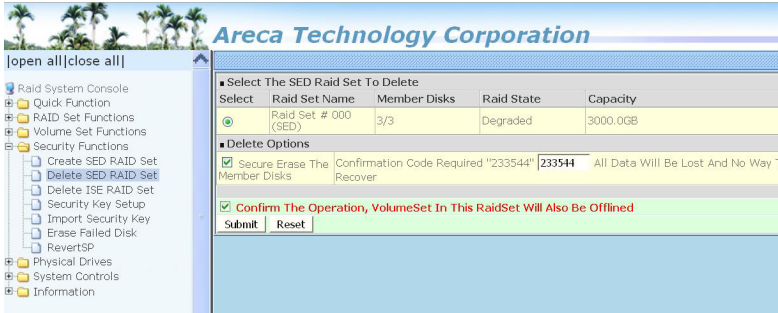 Areca Technology Corporation
|open all|close all|
Raid System Console
Quick Function
RAID Set Functions
Volume Set Functions
Security Functions
Create SED RAID Set
Delete SED RAID Set
Delete ISE RAID Set
Security Key Setup
Import Security Key
Erase Failed Disk
RevertSP
Physical Drives
System Controls
Information
Select The SED Raid Set To Delete
Select Raid Set Name Member Disks Raid State Capacity
Raid Set # 000
(SED) 3/3 Degraded 3000.0GB
Delete Options
Secure Erase The
Member Disks
Confirmation Code Required "233544" 233544 All Data Will Be Lost And No Way T
Recover
Confirm The Operation, VolumeSet In This RaidSet Will Also Be Offlined
Submit Reset